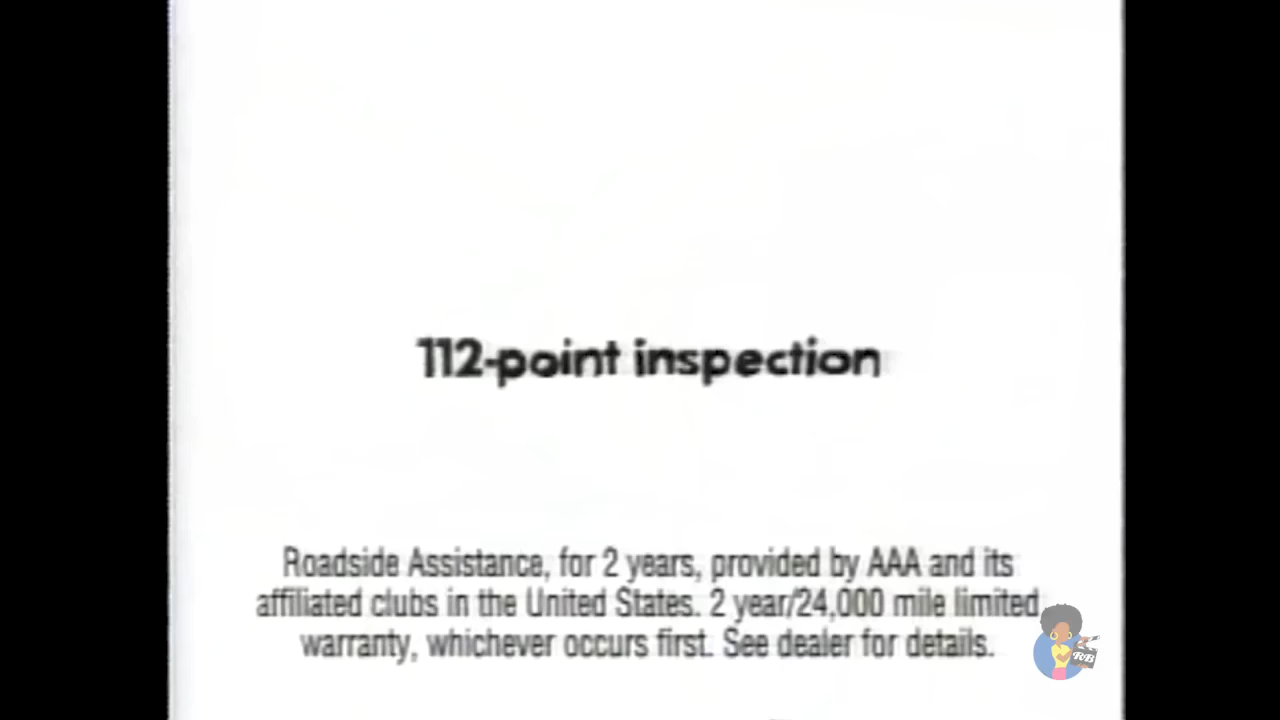 112-point inspection
Roadside Assistance, for 2 years, provided by AAA and its
affiliated clubs in the United States. 2 year/24,000 mile limited
warranty, whichever occurs first. See dealer for details.
RB